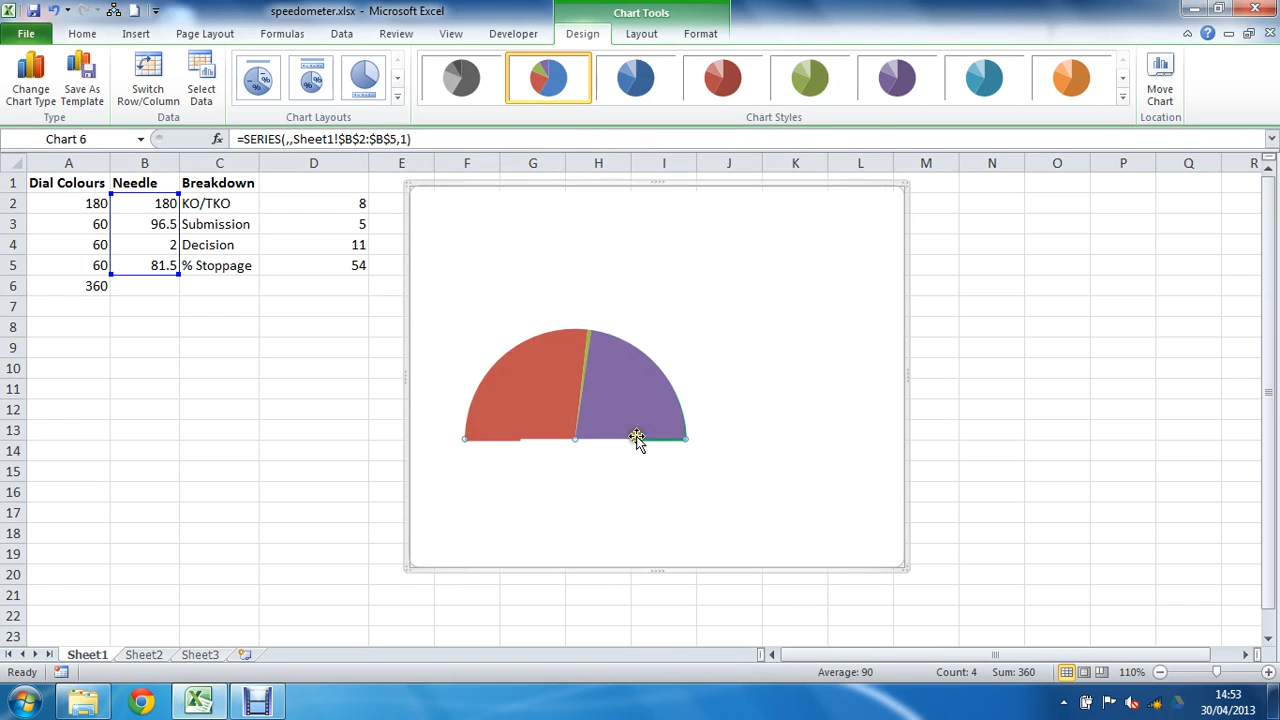 speedometer.xlsx - Microsoft Excel
Chart Tools
File Home Insert Page Layout Formulas Data Review View Developer Design Layout Format
Change Chart Type
Save As Template
Switch Row/Column
Select Data
Move Chart
Type Data Chart Layouts Chart Styles Location
Chart 6 fx =SERIES(,,Sheet1!$B$2:$B$5,1)
A B C D E F G H I J K L M N O P Q R
1 Dial Colours Needle Breakdown
2 180 180 KO/TKO 8
3 60 96.5 Submission 5
4 60 2 Decision 11
5 60 81.5 % Stoppage 54
6 360
7
8
9
10
11
12
13
14
15
16
17
18
19
20
21
22
23
Sheet1 Sheet2 Sheet3
Ready Average: 90 Count: 4 Sum: 360 110%
14:53
30/04/2013